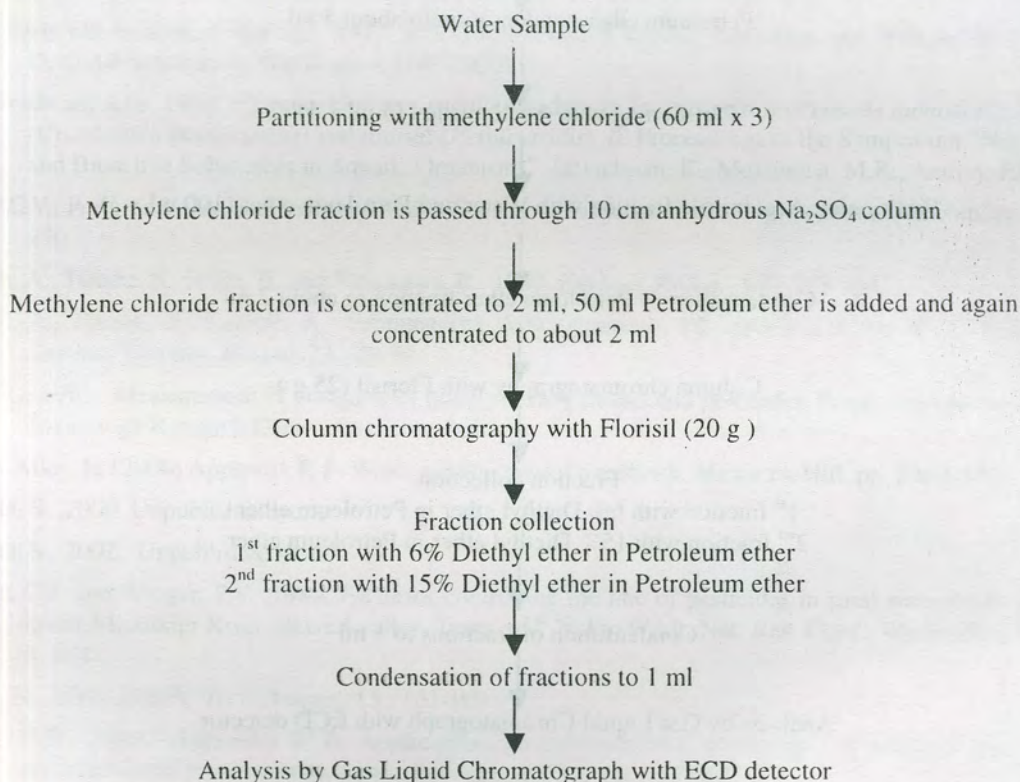 Water Sample
Partitioning with methylene chloride (60 ml x 3)
Methylene chloride fraction is passed through 10 cm anhydrous Na₂SO₄ column
Methylene chloride fraction is concentrated to 2 ml, 50 ml Petroleum ether is added and again
concentrated to about 2 ml
Column chromatography with Florisil (20 g )
Fraction collection
1st fraction with 6% Diethyl ether in Petroleum ether
2nd fraction with 15% Diethyl ether in Petroleum ether
Condensation of fractions to 1 ml
Analysis by Gas Liquid Chromatograph with ECD detector